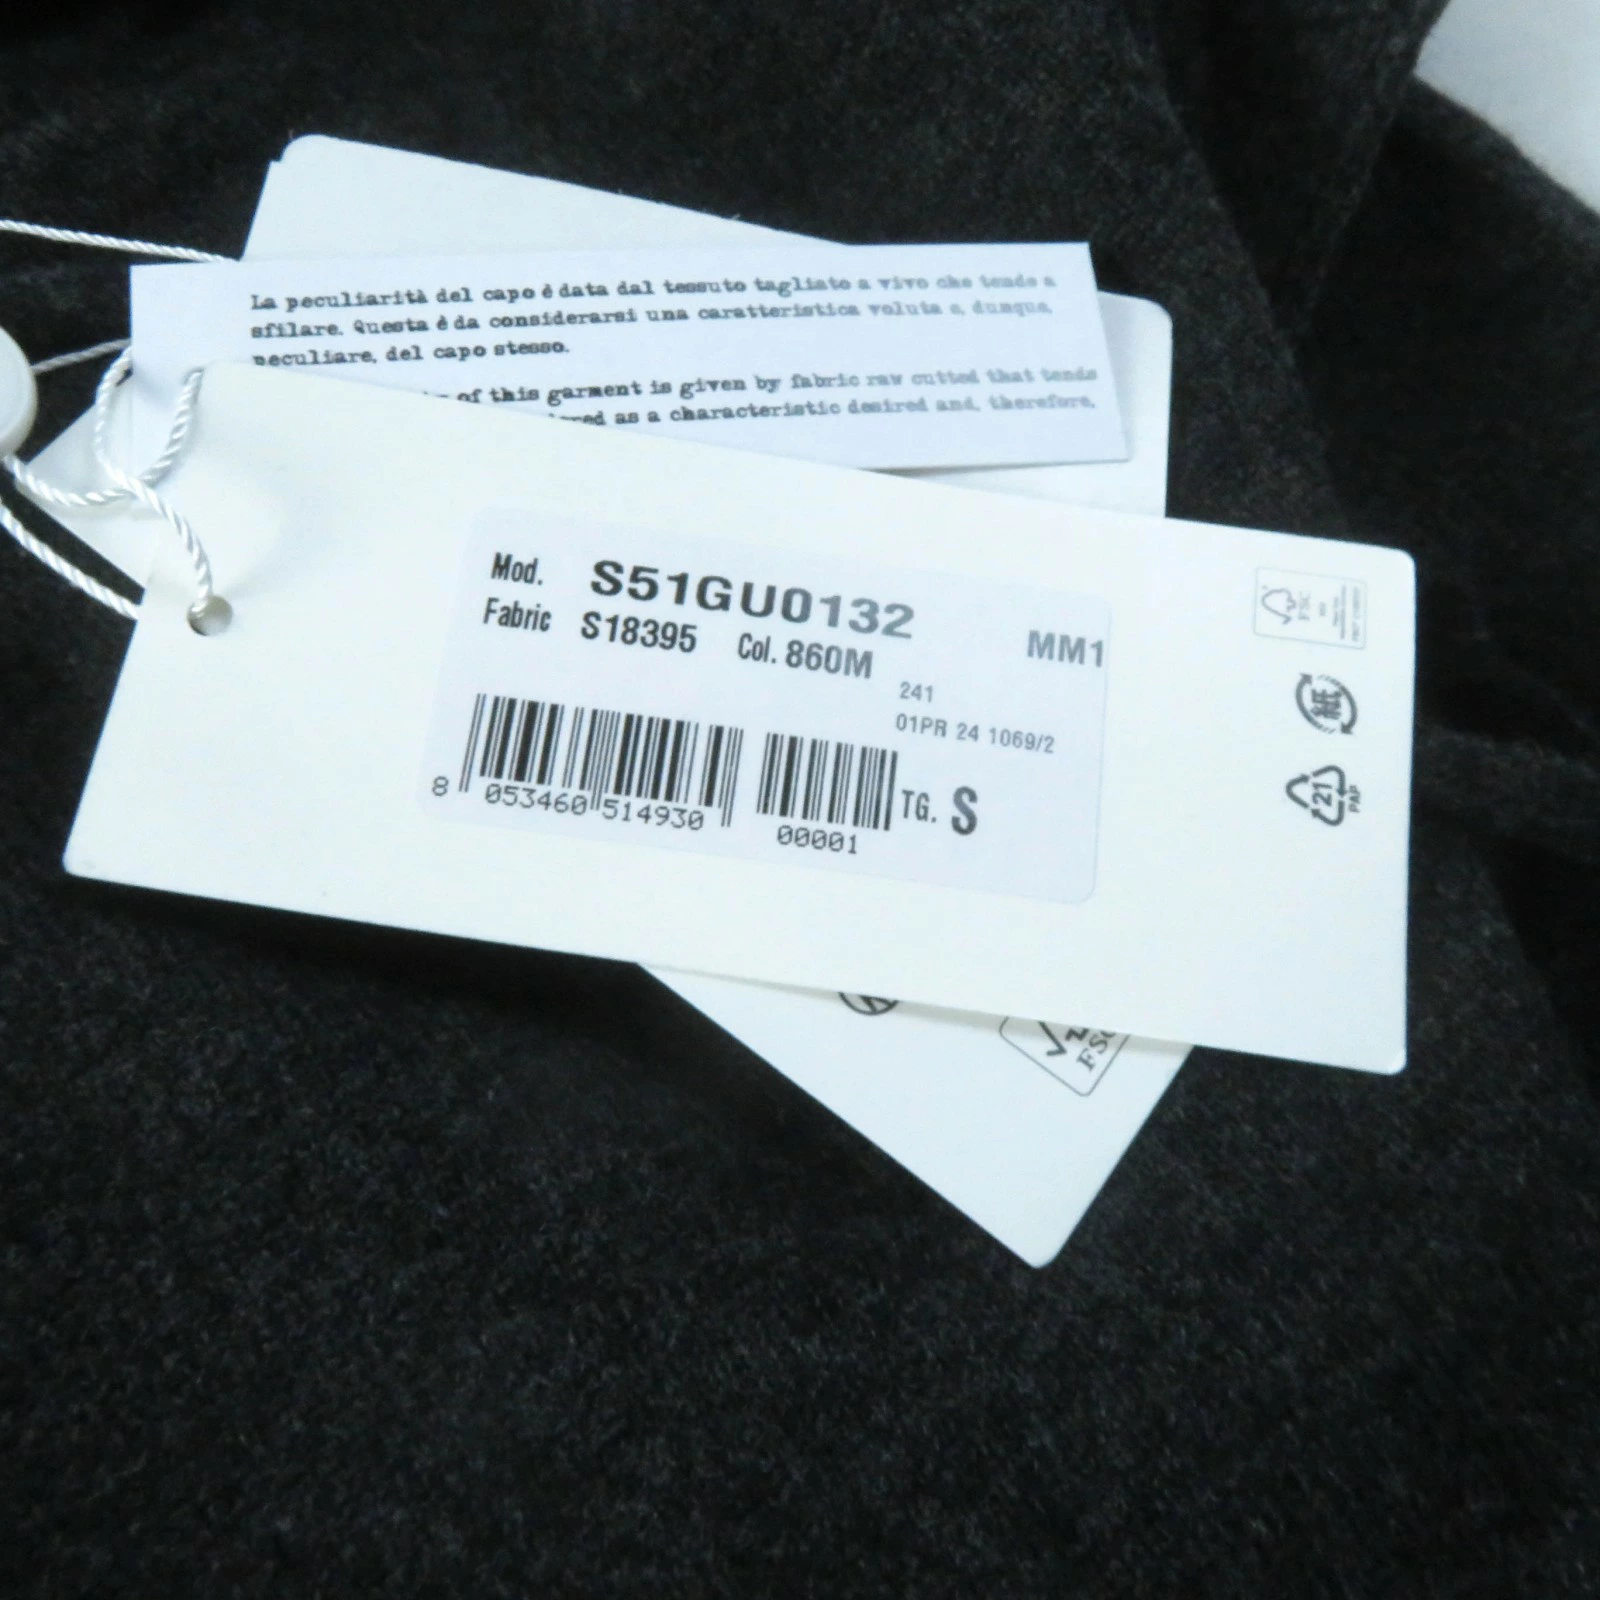 La peculiarità del capo è data dal tessuto tagliato a vivo che tende a
sfilare. Questa è da considerarsi una caratteristica voluta e, dunque,
peculiare, del capo stesso.
of this garment is given by fabric raw cutted that tends
as a characteristic desired and, therefore,
Mod. S51GU0132
Fabric S18395 Col. 860M MM1
241
01PR 24 1069/2
8 053460 514930 00001 TG. S
FSC
紙
21
PAP
FSC